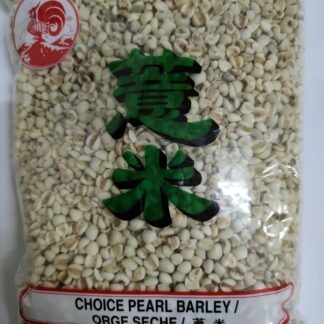 薏
米
CHOICE PEARL BARLEY /
ORGE SECHE / 薏 米